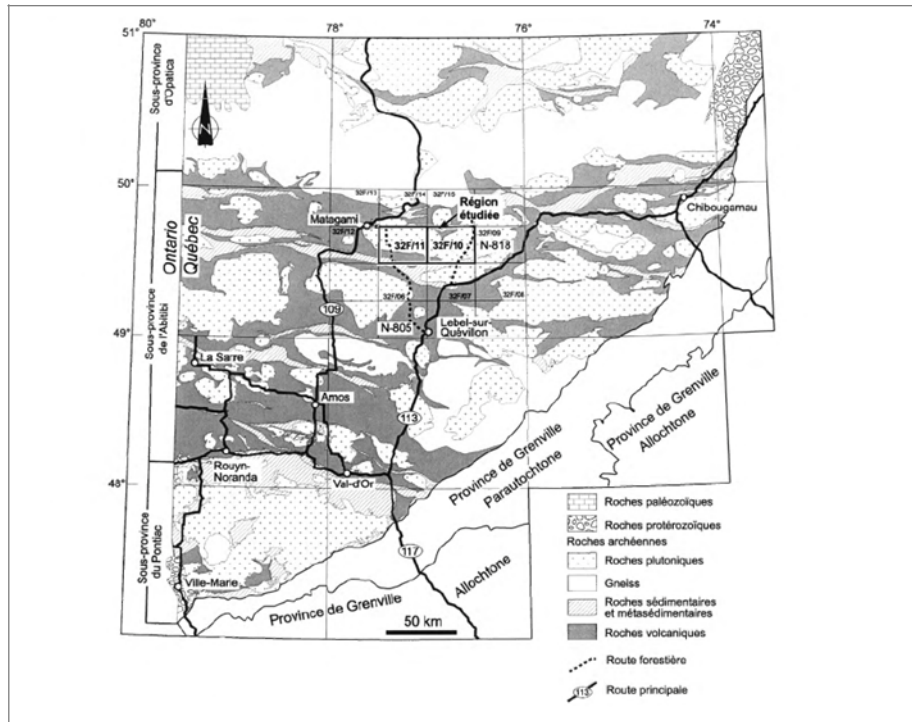 80°
78°
76°
74°
51°
50°
49°
48°
Sous-province
d'Opatica
Sous-province
de l'Abitibi
Sous-province
du Pontiac
Ontario
Québec
N
32F/13
32F/14
32F/15
Région
étudiée
Matagami
32F/12
32F/11
32F/10
32F/09
N-818
Chibougamau
32F/06
32F/07
32F/08
109
N-805
Lebel-sur-
Quévillon
La Sarre
Amos
113
Rouyn-
Noranda
Val-d'Or
Province de Grenville
Parautochtone
Province de Grenville
Allochtone
117
Ville-Marie
Province de Grenville
Allochtone
50 km
Roches paléozoïques
Roches protérozoïques
Roches archéennes
Roches plutoniques
Gneiss
Roches sédimentaires
et métasédimentaires
Roches volcaniques
Route forestière
113
Route principale